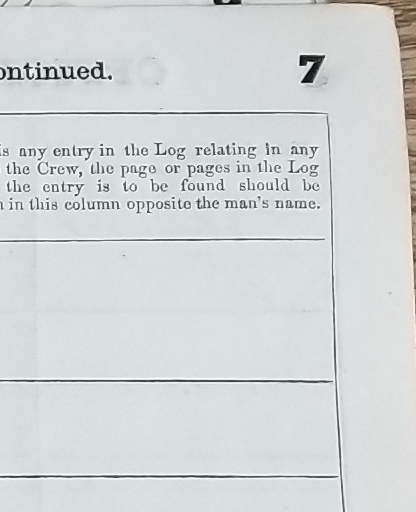 ontinued. 7
is any entry in the Log relating in any
the Crew, the page or pages in the Log
the entry is to be found should be
in this column opposite the man's name.